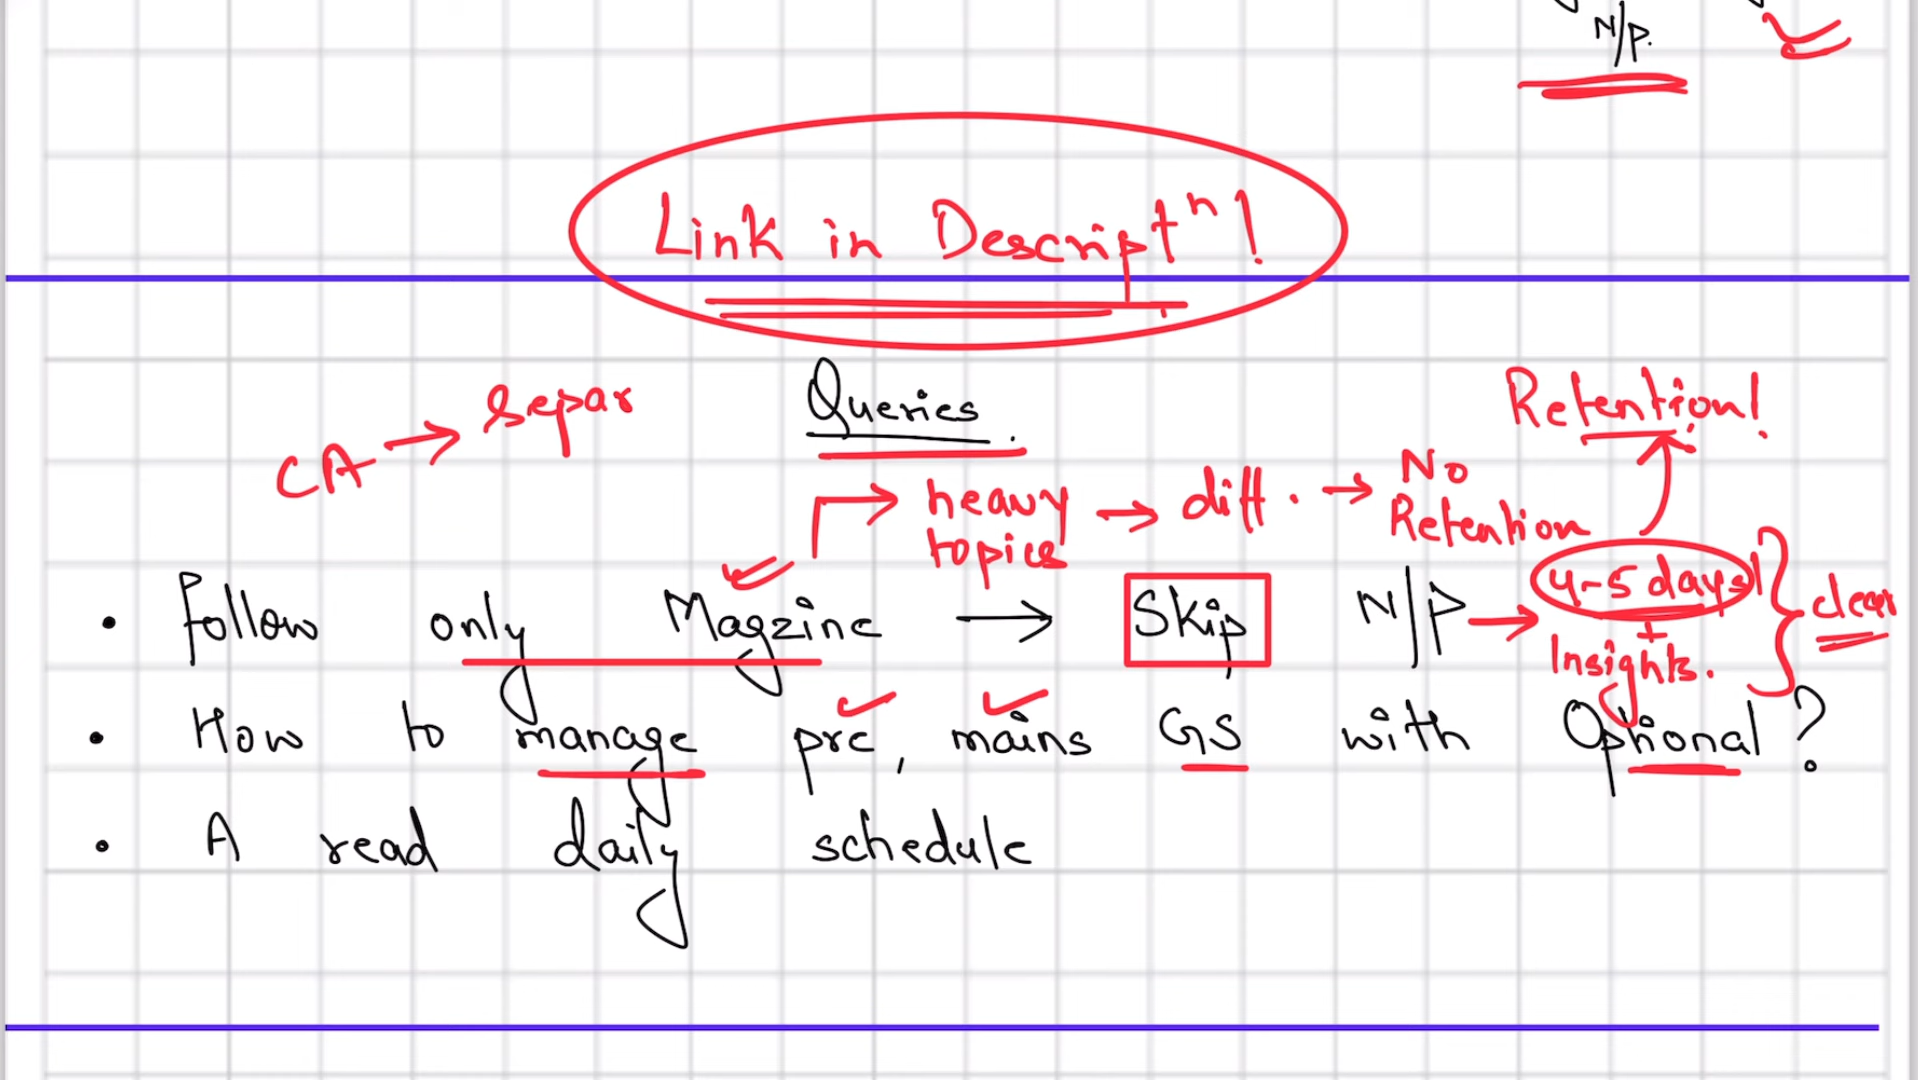 N/P.
Link in Descriptⁿ!
Queries.
CA → Separ
Retention!
heavy topics → diff. → No Retention
• Follow only Magzine → Skip N/P → 4-5 days! + Insights. } clear
• How to manage pre, mains GS with Optional?
• A read daily schedule